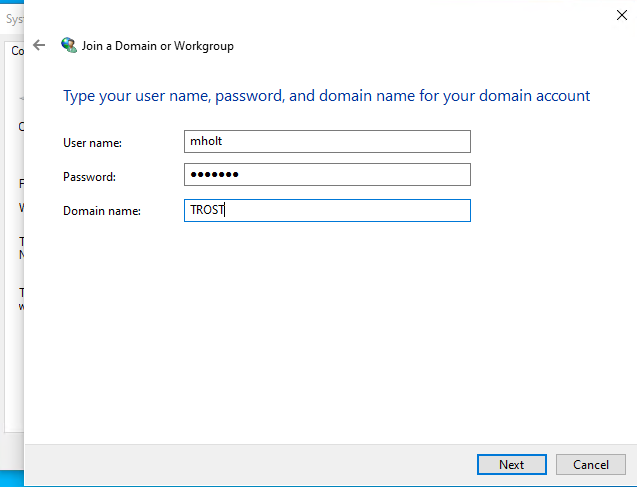 Sys
Join a Domain or Workgroup
Co
Type your user name, password, and domain name for your domain account
User name: mholt
Password: ●●●●●●●
Domain name: TROST
Next Cancel